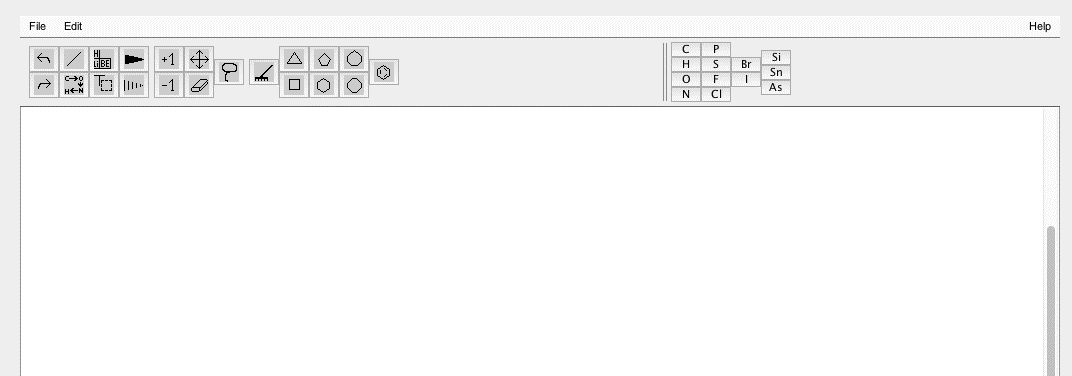 File Edit Help
+1
-1
C P
H S Br Si
O F I Sn
N Cl As